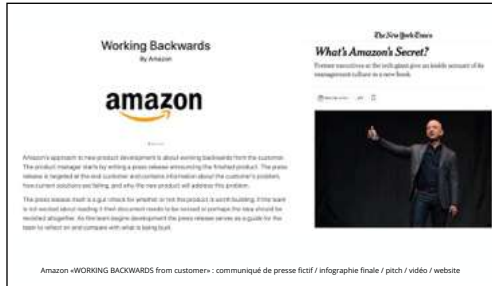 Working Backwards
By Amazon
amazon
Amazon's approach to new product development is about working backwards from the customer.
The product manager starts by writing a press release announcing the finished product. The press
release is targeted at the end customer and contains information about the customer's problem,
how current solutions are failing, and why the new product will address this problem.
The press release itself is a gut check for whether or not the product is worth building. If the team
is not excited about reading it then document needs to be revised or perhaps the idea should be
revisited altogether. As the team begins development the press release serves as a guide for the
team to reflect on and compare with what is being built.
The New York Times
What's Amazon's Secret?
Former executives at the tech giant give an inside account of its
management culture in a new book.
Amazon «WORKING BACKWARDS from customer» : communiqué de presse fictif / infographie finale / pitch / vidéo / website